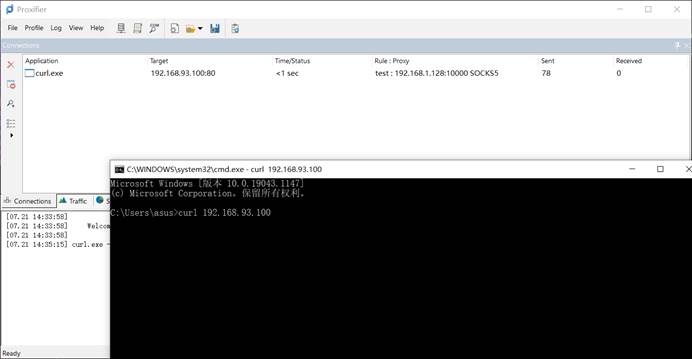 Proxifier
File Profile Log View Help
Connections
Application Target Time/Status Rule : Proxy Sent Received
curl.exe 192.168.93.100:80 <1 sec test : 192.168.1.128:10000 SOCKS5 78 0
C:\WINDOWS\system32\cmd.exe - curl 192.168.93.100
Microsoft Windows [版本 10.0.19043.1147]
(c) Microsoft Corporation。保留所有权利。
C:\Users\asus>curl 192.168.93.100
Connections Traffic S
[07.21 14:33:58]
[07.21 14:33:58] Welcom
[07.21 14:33:58]
[07.21 14:35:15] curl.exe -
Ready